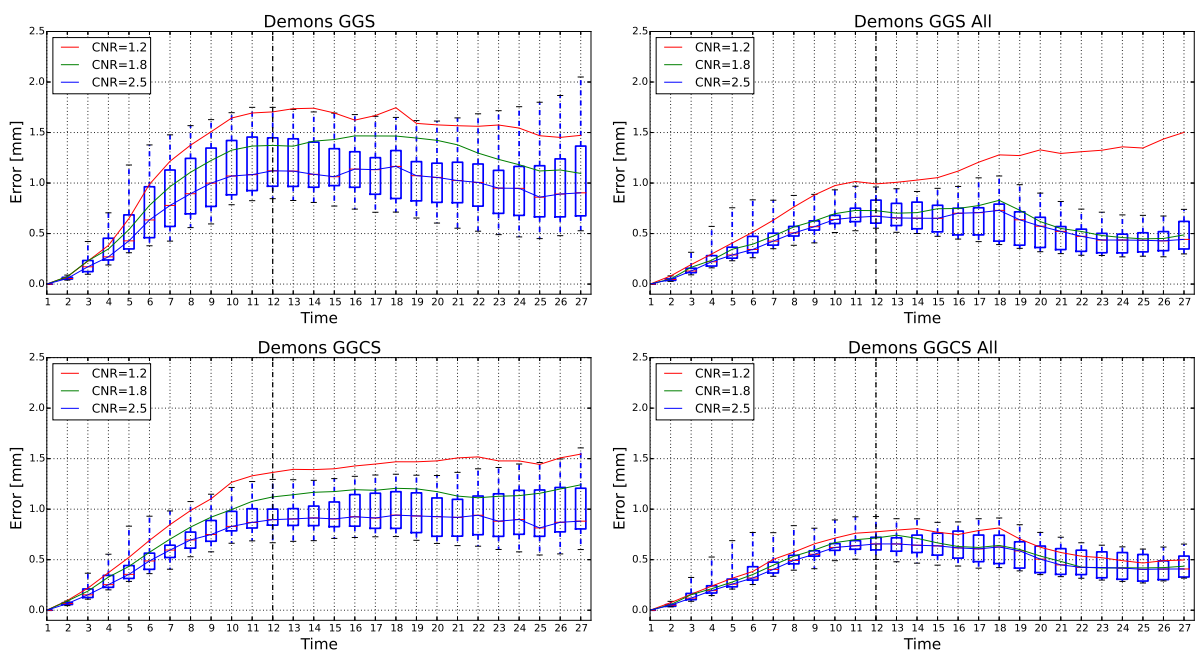 Demons GGS
Error [mm]
2.5
2.0
1.5
1.0
0.5
0.0
CNR=1.2
CNR=1.8
CNR=2.5
1 2 3 4 5 6 7 8 9 10 11 12 13 14 15 16 17 18 19 20 21 22 23 24 25 26 27
Time
Demons GGS All
Error [mm]
2.5
2.0
1.5
1.0
0.5
0.0
CNR=1.2
CNR=1.8
CNR=2.5
1 2 3 4 5 6 7 8 9 10 11 12 13 14 15 16 17 18 19 20 21 22 23 24 25 26 27
Time
Demons GGCS
Error [mm]
2.5
2.0
1.5
1.0
0.5
0.0
CNR=1.2
CNR=1.8
CNR=2.5
1 2 3 4 5 6 7 8 9 10 11 12 13 14 15 16 17 18 19 20 21 22 23 24 25 26 27
Time
Demons GGCS All
Error [mm]
2.5
2.0
1.5
1.0
0.5
0.0
CNR=1.2
CNR=1.8
CNR=2.5
1 2 3 4 5 6 7 8 9 10 11 12 13 14 15 16 17 18 19 20 21 22 23 24 25 26 27
Time